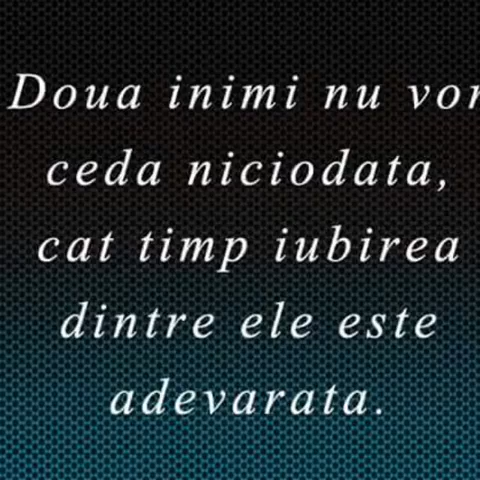 Doua inimi nu vor
ceda niciodata,
cat timp iubirea
dintre ele este
adevarata.